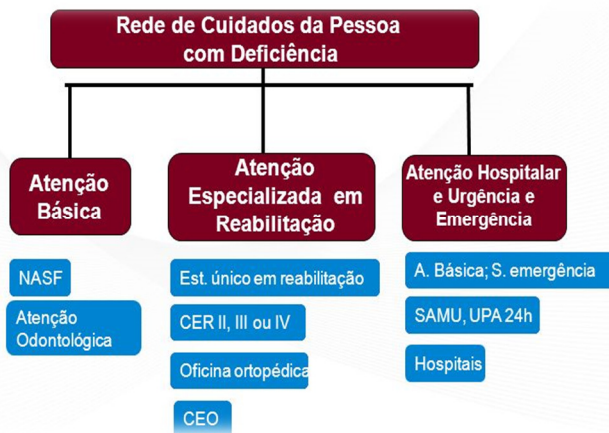 Rede de Cuidados da Pessoa
com Deficiência
Atenção
Básica
NASF
Atenção
Odontológica
Atenção
Especializada em
Reabilitação
Est. único em reabilitação
CER II, III ou IV
Oficina ortopédica
CEO
Atenção Hospitalar
e Urgência e
Emergência
A. Básica; S. emergência
SAMU, UPA 24h
Hospitais